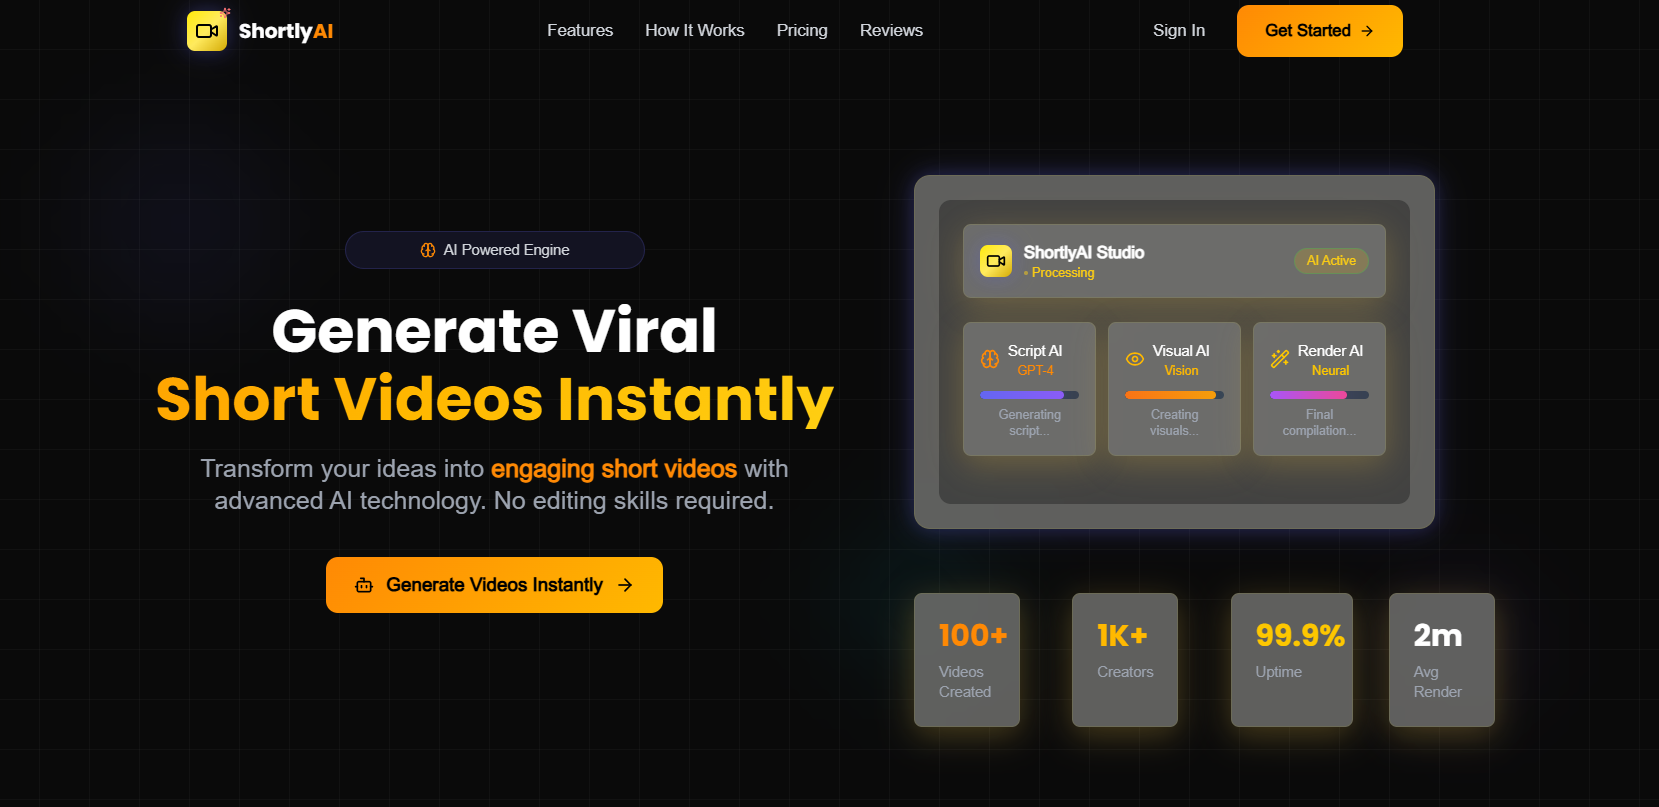 ShortlyAI
Features
How It Works
Pricing
Reviews
Sign In
Get Started
AI Powered Engine
Generate Viral
Short Videos Instantly
Transform your ideas into engaging short videos with
advanced AI technology. No editing skills required.
Generate Videos Instantly
ShortlyAI Studio
• Processing
AI Active
Script AI
GPT-4
Generating
script...
Visual AI
Vision
Creating
visuals...
Render AI
Neural
Final
compilation...
100+
Videos
Created
1K+
Creators
99.9%
Uptime
2m
Avg
Render